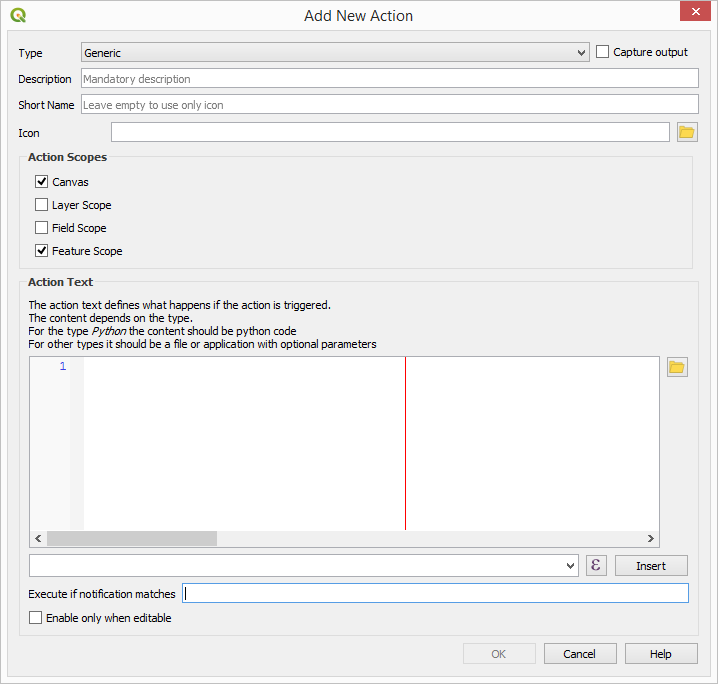 Add New Action
Type
Generic
Capture output
Description
Mandatory description
Short Name
Leave empty to use only icon
Icon
Action Scopes
Canvas
Layer Scope
Field Scope
Feature Scope
Action Text
The action text defines what happens if the action is triggered.
The content depends on the type.
For the type Python the content should be python code
For other types it should be a file or application with optional parameters
1
ε
Insert
Execute if notification matches
Enable only when editable
OK
Cancel
Help